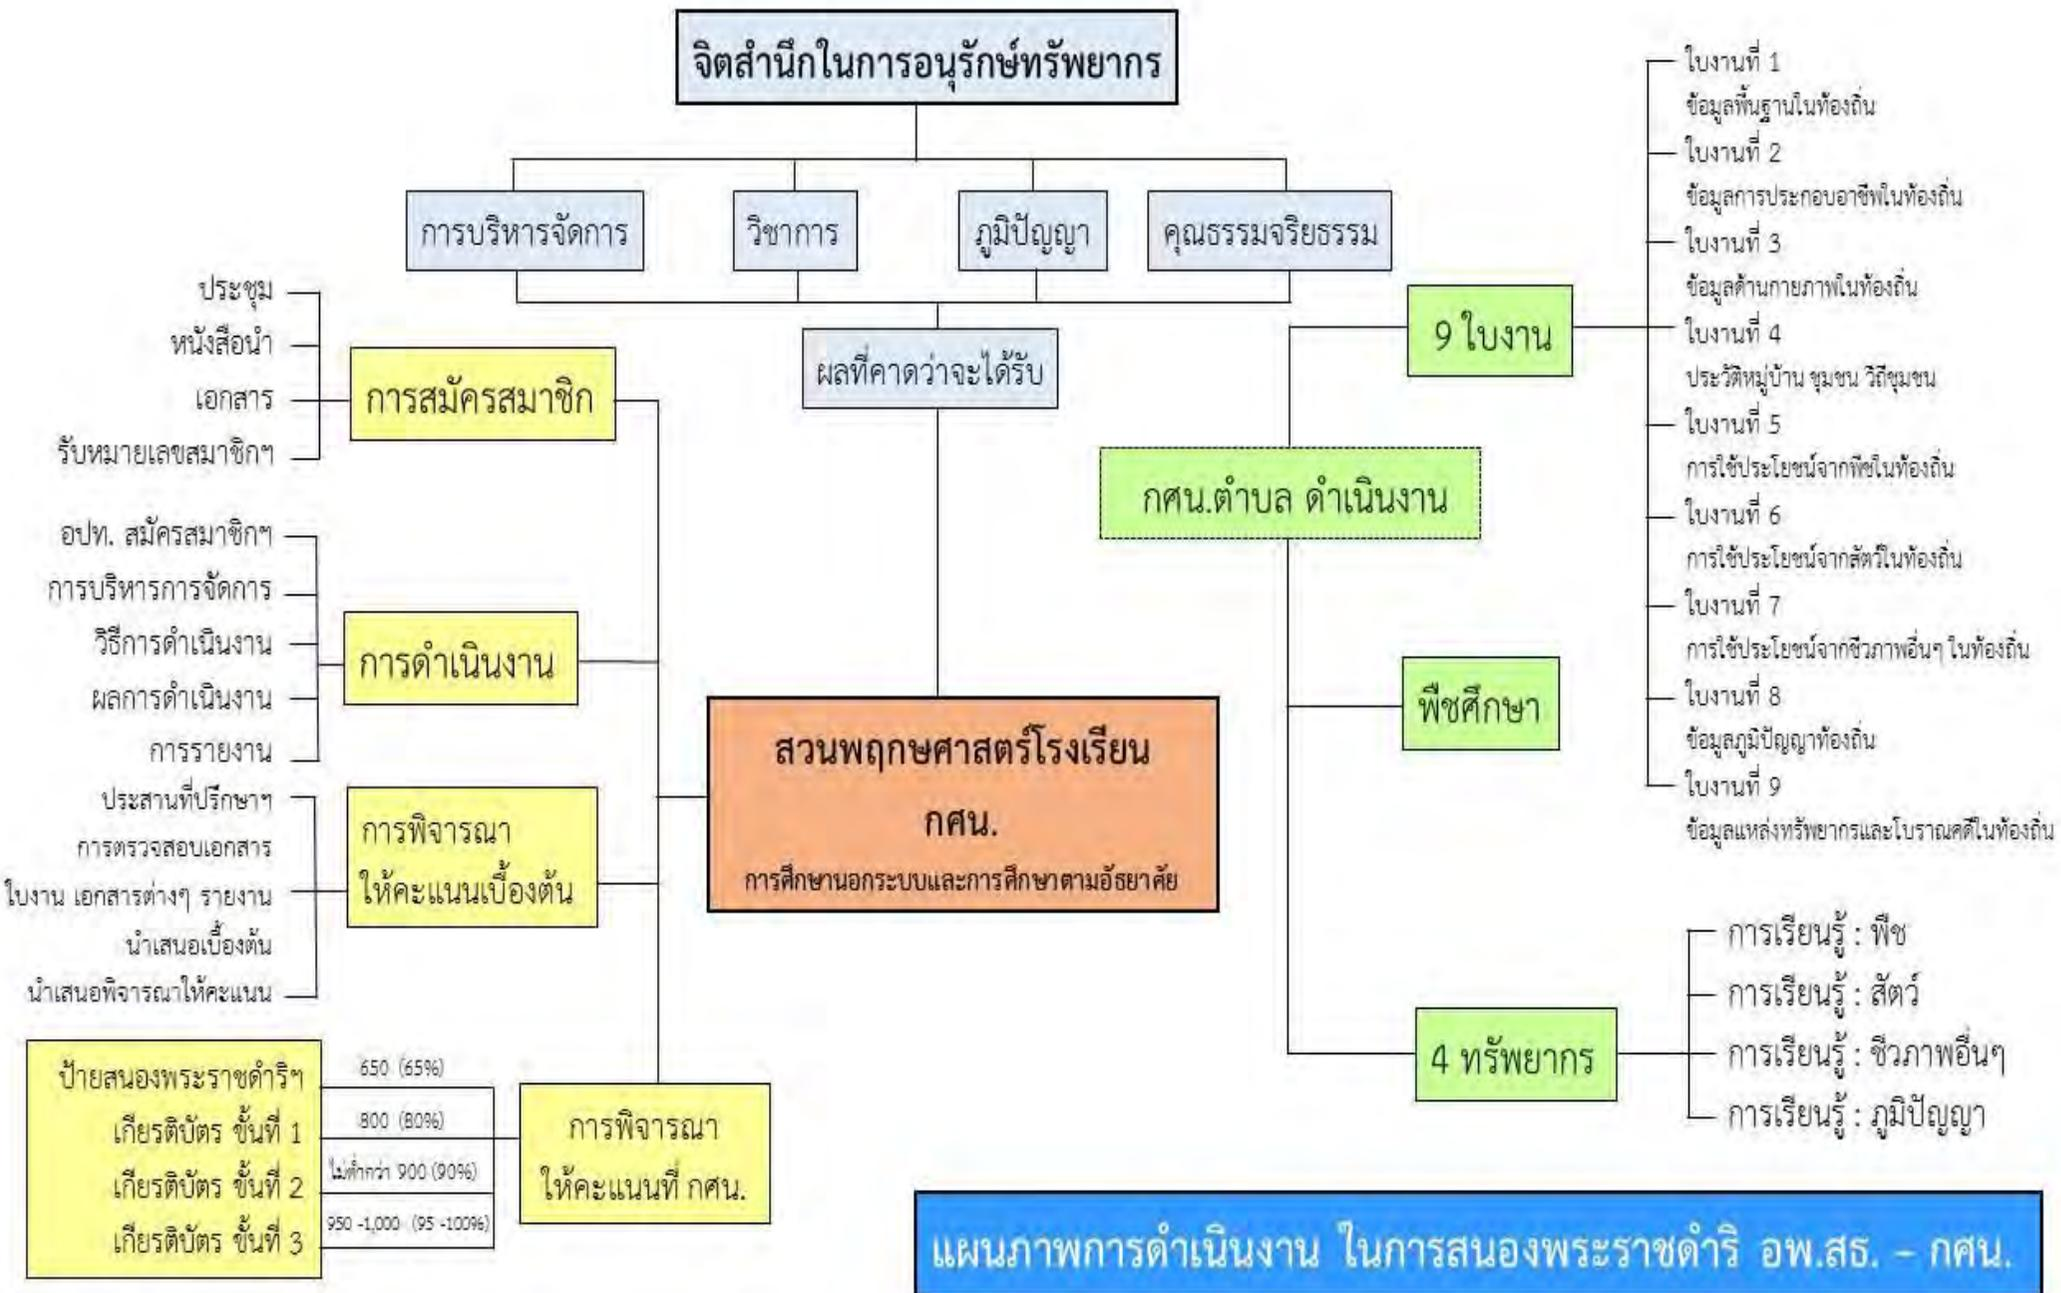 จิตสำนึกในการอนุรักษ์ทรัพยากร
การบริหารจัดการ
วิชาการ
ภูมิปัญญา
คุณธรรมจริยธรรม
ผลที่คาดว่าจะได้รับ
ประชุม
หนังสือนำ
เอกสาร
รับหมายเลขสมาชิกฯ
การสมัครสมาชิก
อปท. สมัครสมาชิกฯ
การบริหารการจัดการ
วิธีการดำเนินงาน
ผลการดำเนินงาน
การรายงาน
การดำเนินงาน
ประสานที่ปรึกษาฯ
การตรวจสอบเอกสาร
ใบงาน เอกสารต่างๆ รายงาน
นำเสนอเบื้องต้น
นำเสนอพิจารณาให้คะแนน
การพิจารณา
ให้คะแนนเบื้องต้น
ป้ายสนองพระราชดำริฯ
650 (65%)
เกียรติบัตร ขั้นที่ 1
800 (80%)
เกียรติบัตร ขั้นที่ 2
ไม่ต่ำกว่า 900 (90%)
เกียรติบัตร ขั้นที่ 3
950 -1,000 (95 -100%)
การพิจารณา
ให้คะแนนที่ กศน.
สวนพฤกษศาสตร์โรงเรียน
กศน.
การศึกษานอกระบบและการศึกษาตามอัธยาศัย
กศน.ตำบล ดำเนินงาน
9 ใบงาน
ใบงานที่ 1
ข้อมูลพื้นฐานในท้องถิ่น
ใบงานที่ 2
ข้อมูลการประกอบอาชีพในท้องถิ่น
ใบงานที่ 3
ข้อมูลด้านกายภาพในท้องถิ่น
ใบงานที่ 4
ประวัติหมู่บ้าน ชุมชน วิถีชุมชน
ใบงานที่ 5
การใช้ประโยชน์จากพืชในท้องถิ่น
ใบงานที่ 6
การใช้ประโยชน์จากสัตว์ในท้องถิ่น
ใบงานที่ 7
การใช้ประโยชน์จากชีวภาพอื่นๆ ในท้องถิ่น
ใบงานที่ 8
ข้อมูลภูมิปัญญาท้องถิ่น
ใบงานที่ 9
ข้อมูลแหล่งทรัพยากรและโบราณคดีในท้องถิ่น
พืชศึกษา
4 ทรัพยากร
การเรียนรู้ : พืช
การเรียนรู้ : สัตว์
การเรียนรู้ : ชีวภาพอื่นๆ
การเรียนรู้ : ภูมิปัญญา
แผนภาพการดำเนินงาน ในการสนองพระราชดำริ อพ.สธ. – กศน.